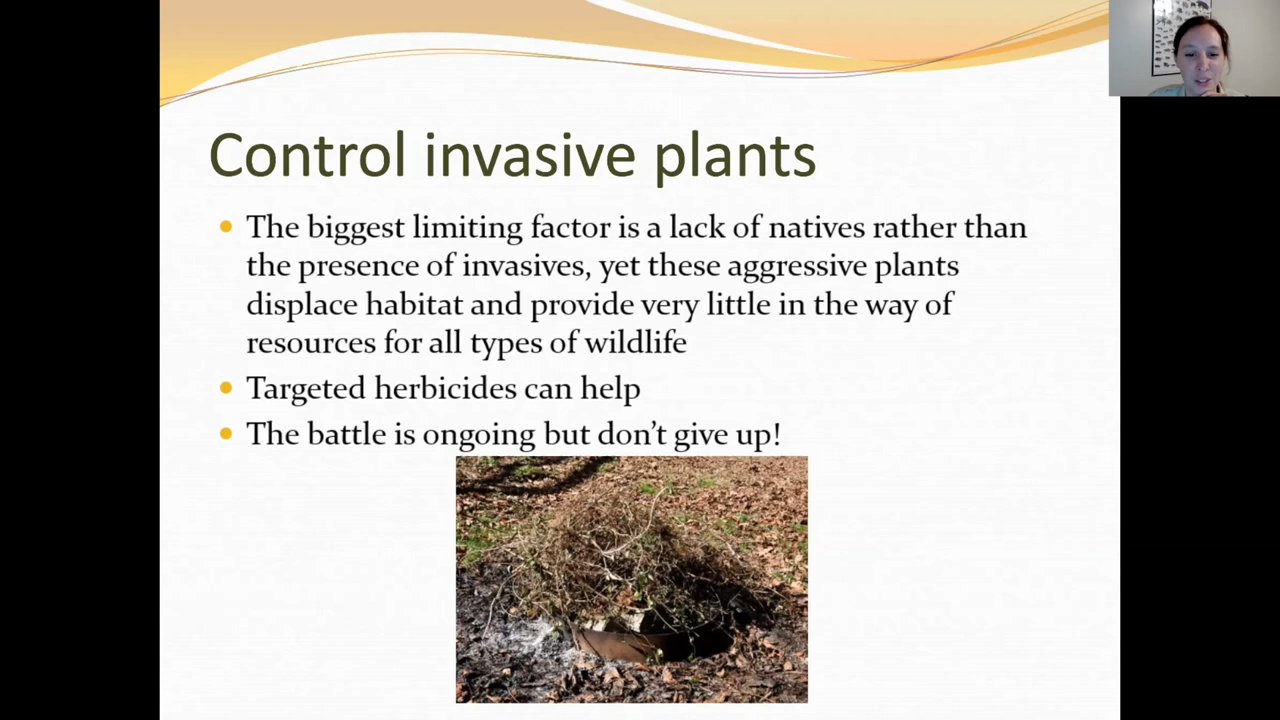 Control invasive plants
The biggest limiting factor is a lack of natives rather than
the presence of invasives, yet these aggressive plants
displace habitat and provide very little in the way of
resources for all types of wildlife
Targeted herbicides can help
The battle is ongoing but don't give up!